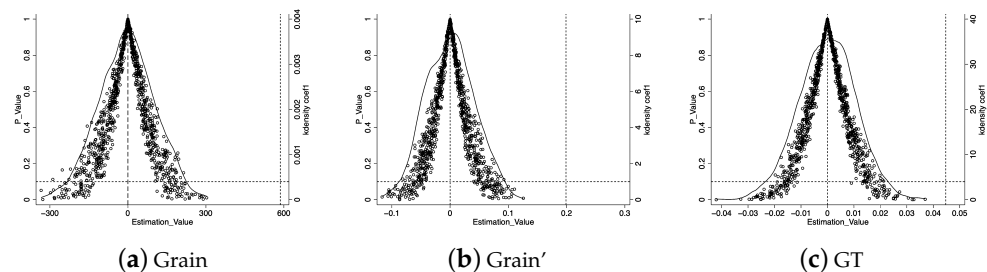 0 0.2 0.4 0.6 0.8 1
P_Value
0 0.001 0.002 0.003 0.004
kdensity coef1
−300 0 300 600
Estimation_Value
(a) Grain
0 0.2 0.4 0.6 0.8 1
P_Value
0 2 4 6 8 10
kdensity coef1
−0.1 0 0.1 0.2 0.3
Estimation_Value
(b) Grain'
0 0.2 0.4 0.6 0.8 1
P_Value
0 10 20 30 40
kdensity coef1
−0.04 −0.03 −0.02 −0.01 0 0.01 0.02 0.03 0.04 0.05
Estimation_Value
(c) GT